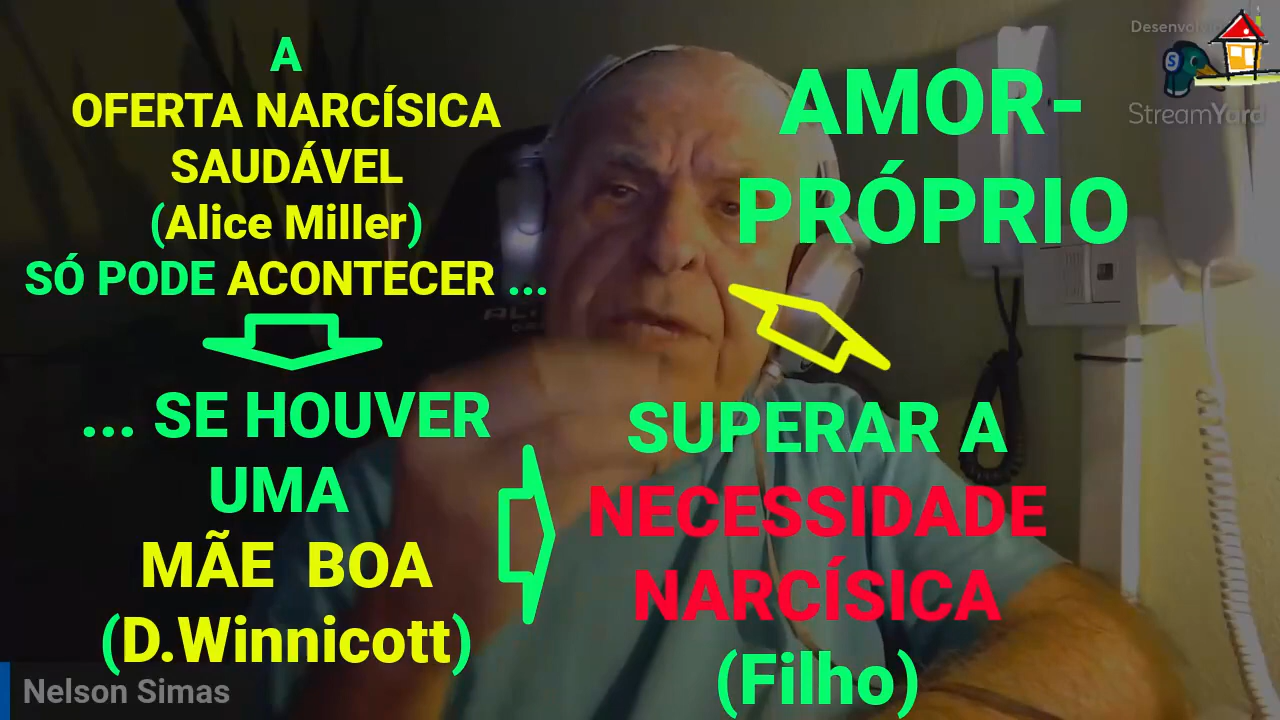 A
OFERTA NARCÍSICA
SAUDÁVEL
(Alice Miller)
SÓ PODE ACONTECER ...
... SE HOUVER
UMA
MÃE BOA
(D.Winnicott)
SUPERAR A
NECESSIDADE
NARCÍSICA
(Filho)
AMOR-
PRÓPRIO
StreamYard
Nelson Simas